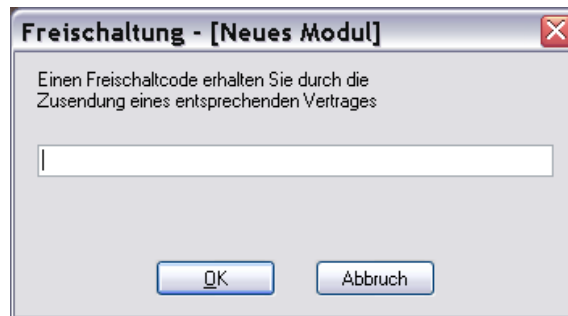 Freischaltung - [Neues Modul]
Einen Freischaltcode erhalten Sie durch die
Zusendung eines entsprechenden Vertrages
OK
Abbruch